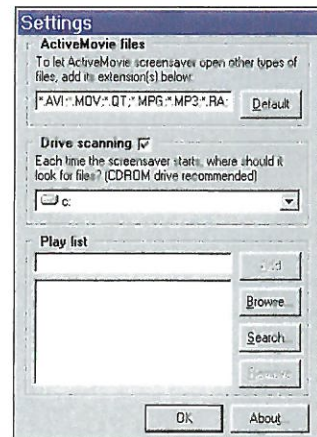 Settings
ActiveMovie files
To let ActiveMovie screensaver open other types of
files, add its extension(s) below:
*.AVI;*.MOV;*.QT;*.MPG;*.MP3;*.RA;
Default
Drive scanning
Each time the screensaver starts, where should it
look for files? (CDROM drive recommended)
c:
Play list
Browse...
Search...
Remove
OK
About...